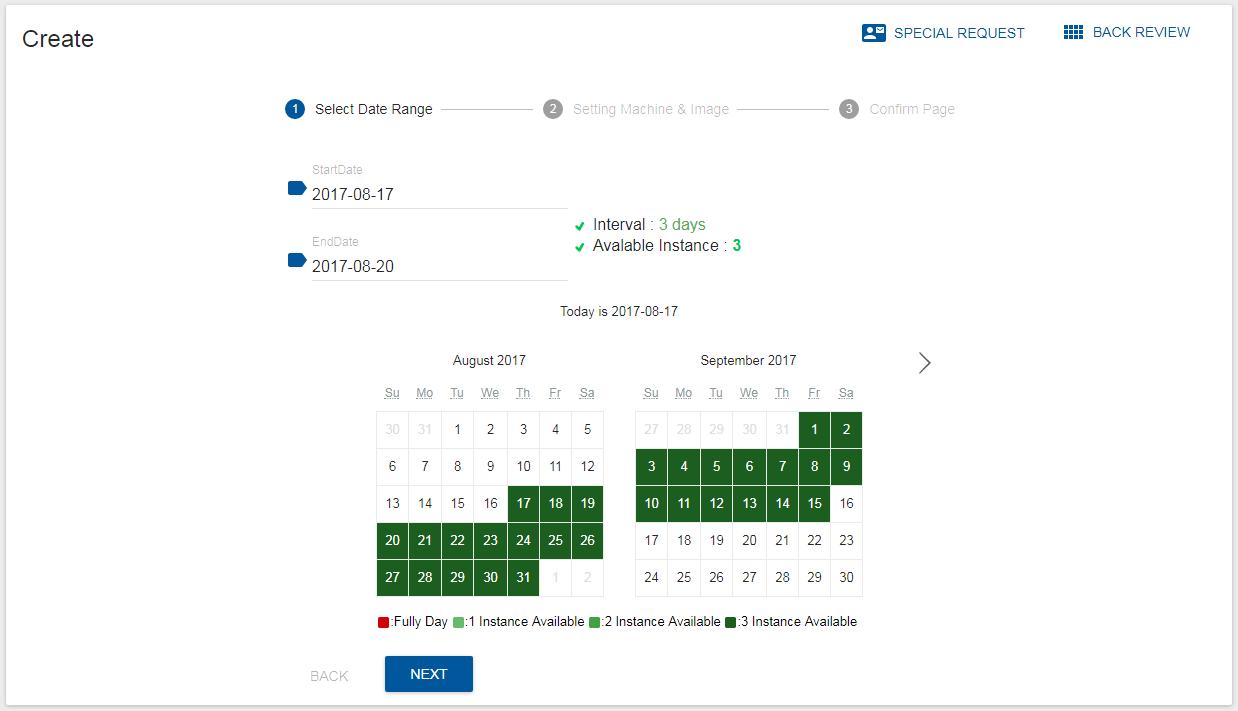 Create
SPECIAL REQUEST
BACK REVIEW
1 Select Date Range
2 Setting Machine & Image
3 Confirm Page
StartDate
2017-08-17
Interval : 3 days
Avalable Instance : 3
EndDate
2017-08-20
Today is 2017-08-17
August 2017
Su Mo Tu We Th Fr Sa
30 31 1 2 3 4 5
6 7 8 9 10 11 12
13 14 15 16 17 18 19
20 21 22 23 24 25 26
27 28 29 30 31 1 2
September 2017
Su Mo Tu We Th Fr Sa
27 28 29 30 31 1 2
3 4 5 6 7 8 9
10 11 12 13 14 15 16
17 18 19 20 21 22 23
24 25 26 27 28 29 30
:Fully Day :1 Instance Available :2 Instance Available :3 Instance Available
BACK
NEXT